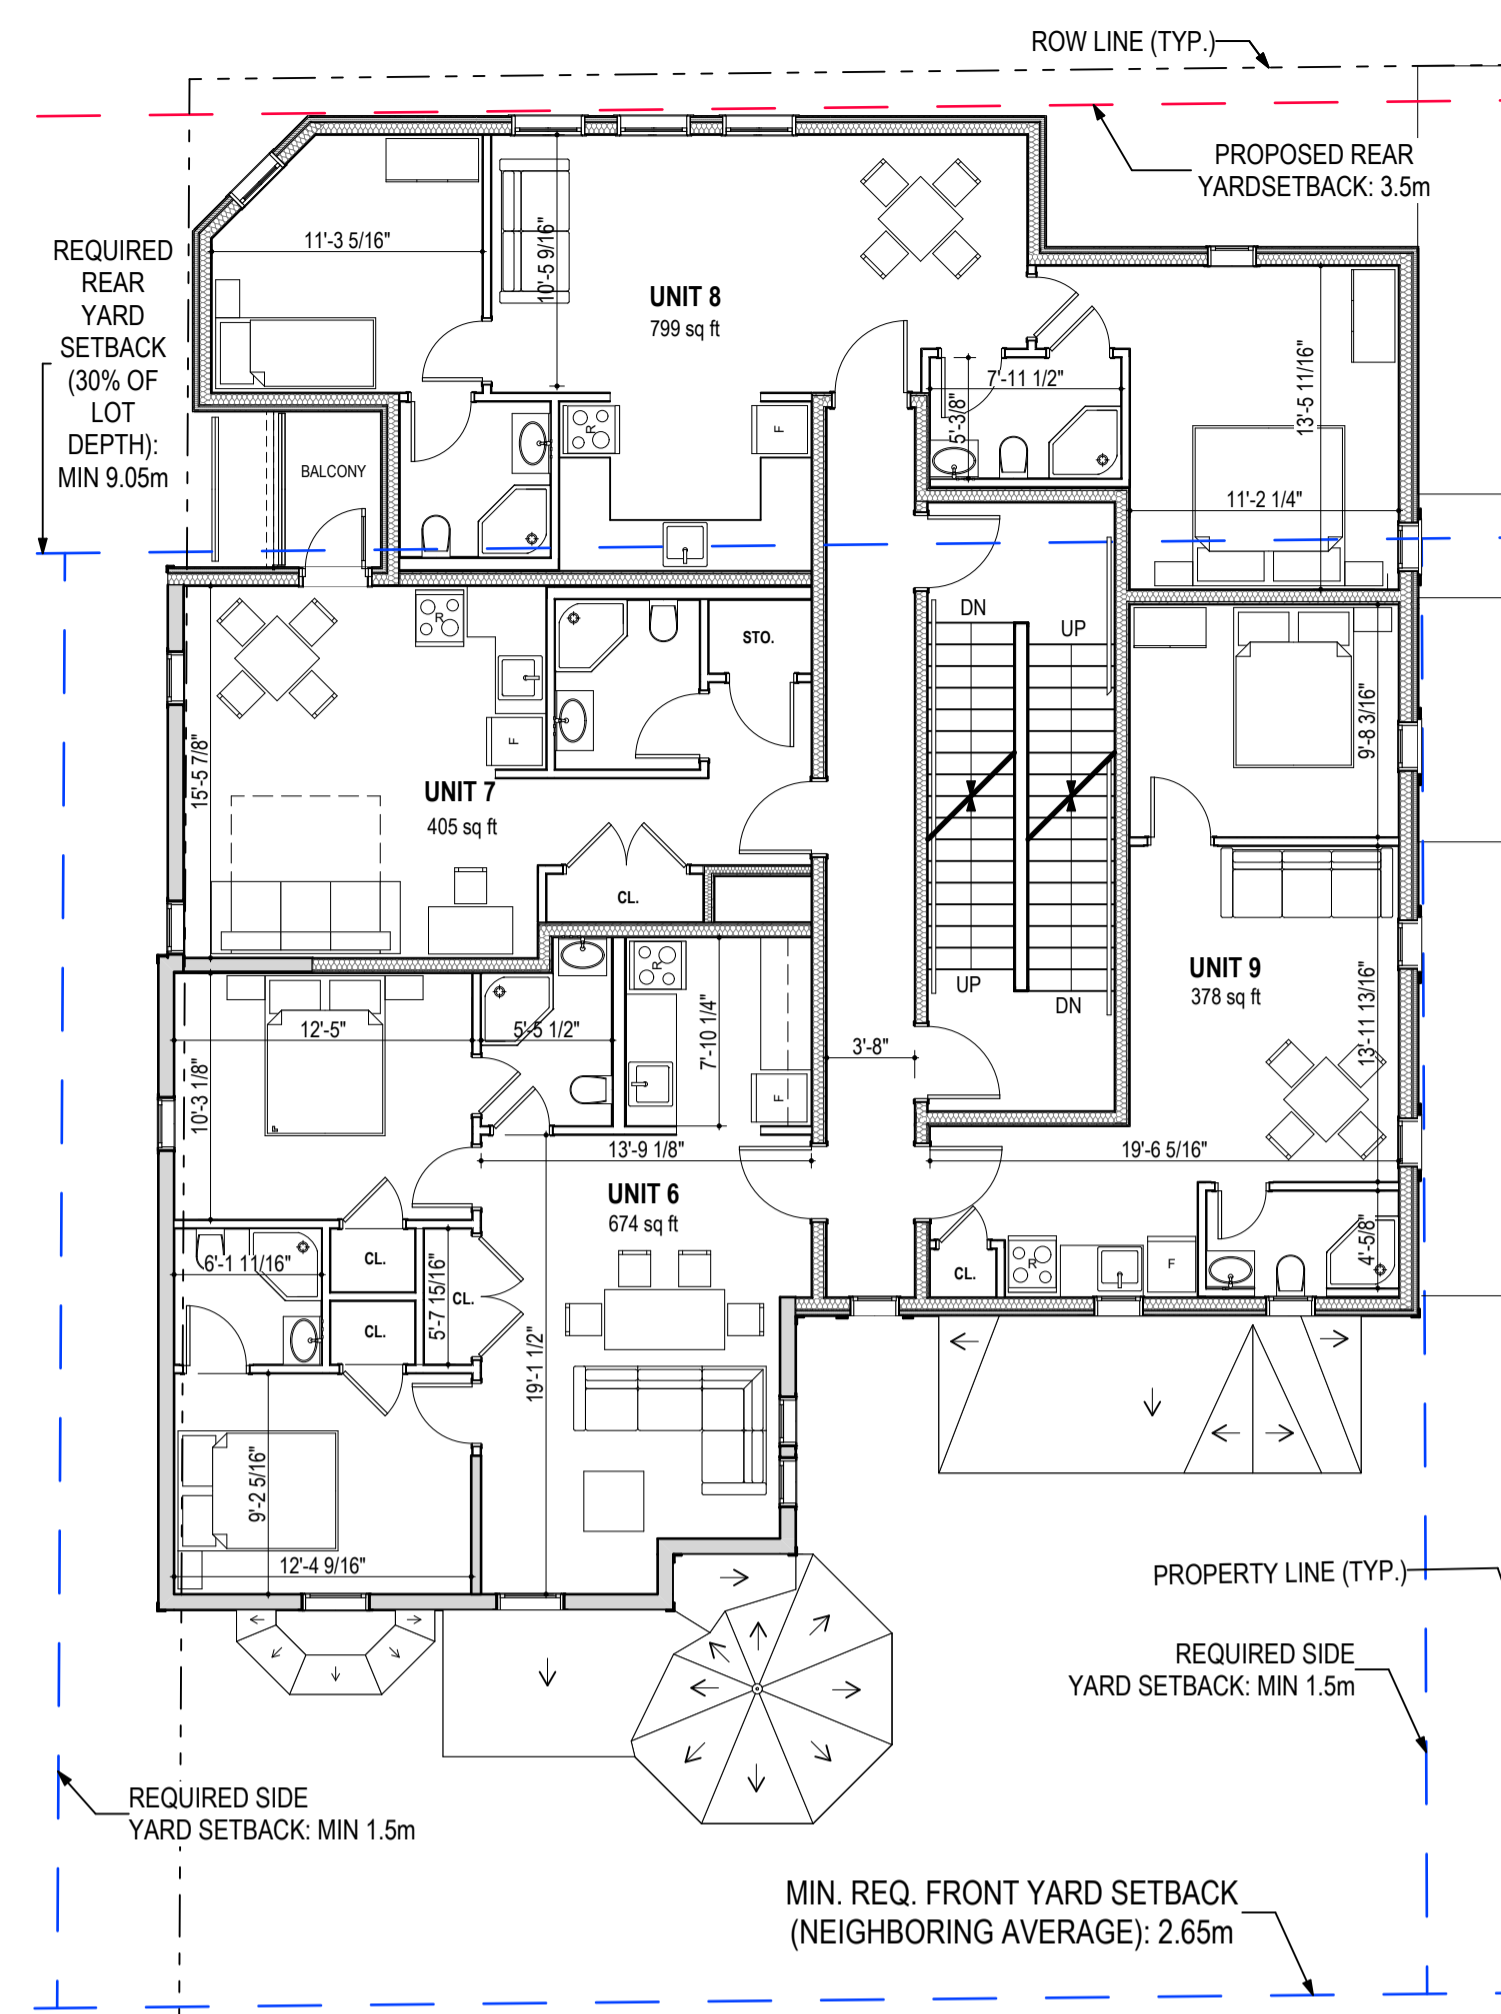 ROW LINE (TYP.)
PROPOSED REAR
YARDSETBACK: 3.5m
REQUIRED
REAR
YARD
SETBACK
(30% OF
LOT
DEPTH):
MIN 9.05m
11'-3 5/16"
10'-5 9/16"
UNIT 8
799 sq ft
7'-11 1/2"
5'-3/8"
13'-5 11/16"
11'-2 1/4"
R
F
BALCONY
DN
UP
STO.
R
F
15'-5 7/8"
UNIT 7
405 sq ft
CL.
9'-8 3/16"
UNIT 9
378 sq ft
13'-11 13/16"
UP
DN
12'-5"
10'-3 1/8"
5'-5 1/2"
R
7'-10 1/4"
F
3'-8"
13'-9 1/8"
19'-6 5/16"
UNIT 6
674 sq ft
6'-1 11/16"
CL.
CL.
CL.
5'-7 15/16"
19'-1 1/2"
CL.
R
F
4'-5/8"
9'-2 5/16"
12'-4 9/16"
PROPERTY LINE (TYP.)
REQUIRED SIDE
YARD SETBACK: MIN 1.5m
REQUIRED SIDE
YARD SETBACK: MIN 1.5m
MIN. REQ. FRONT YARD SETBACK
(NEIGHBORING AVERAGE): 2.65m